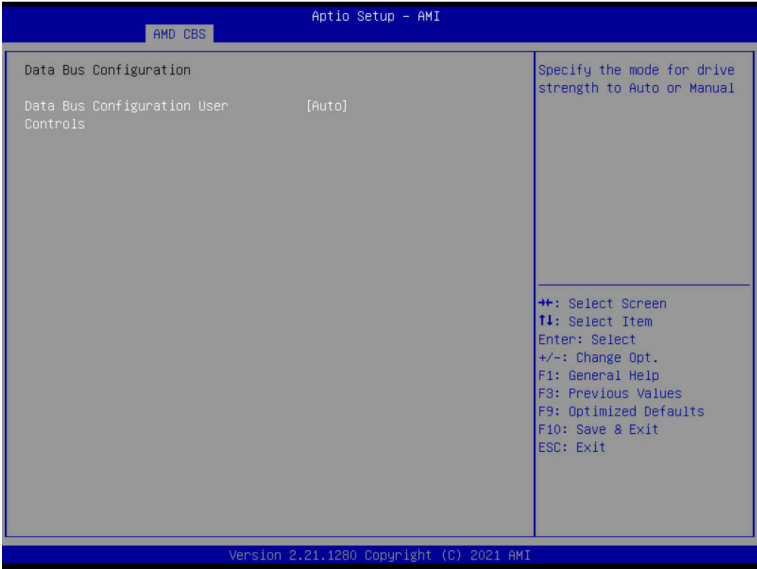 Aptio Setup – AMI
AMD CBS
Data Bus Configuration
Data Bus Configuration User [Auto]
Controls
Specify the mode for drive
strength to Auto or Manual
→←: Select Screen
↑↓: Select Item
Enter: Select
+/-: Change Opt.
F1: General Help
F3: Previous Values
F9: Optimized Defaults
F10: Save & Exit
ESC: Exit
Version 2.21.1280 Copyright (C) 2021 AMI